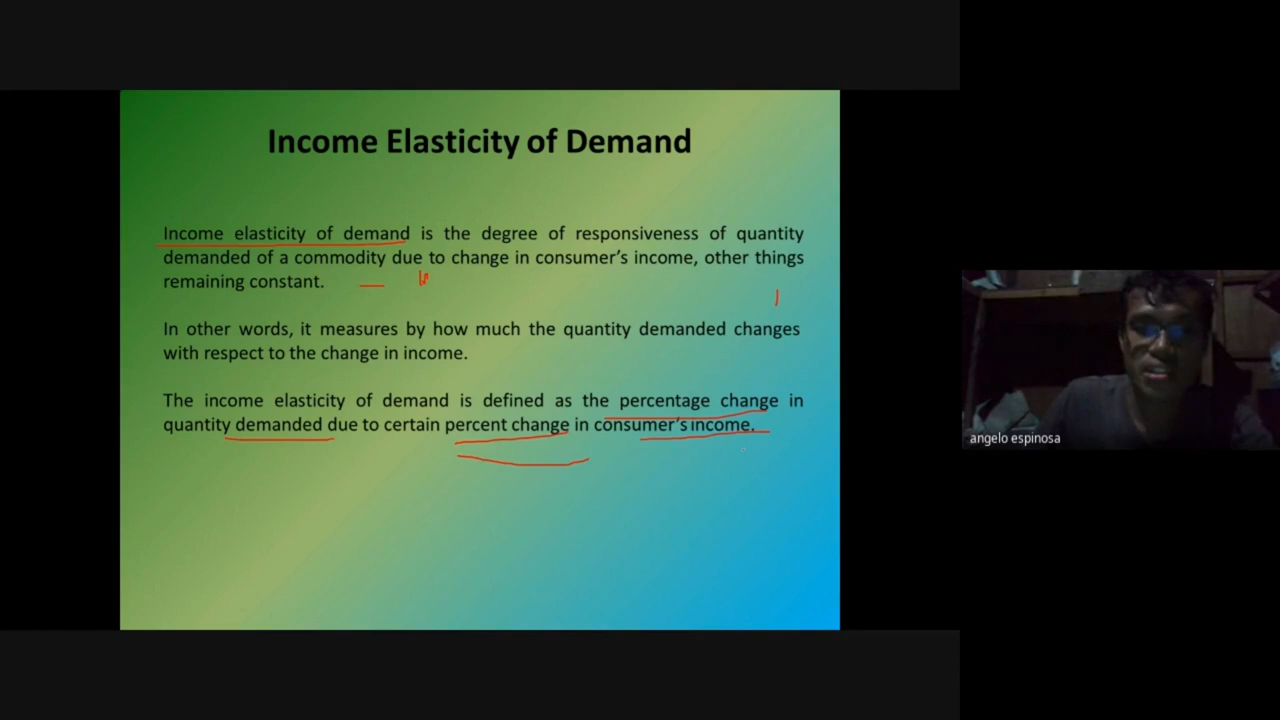 Income Elasticity of Demand
Income elasticity of demand is the degree of responsiveness of quantity
demanded of a commodity due to change in consumer’s income, other things
remaining constant.
In other words, it measures by how much the quantity demanded changes
with respect to the change in income.
The income elasticity of demand is defined as the percentage change in
quantity demanded due to certain percent change in consumer’s income.
angelo espinosa